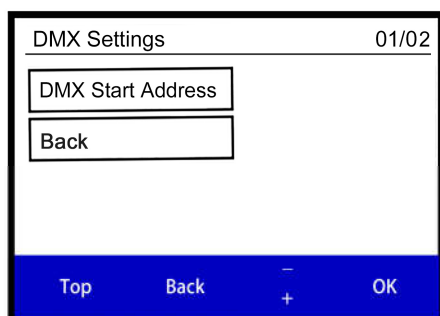 DMX Settings 01/02
DMX Start Address
Back
Top Back − + OK